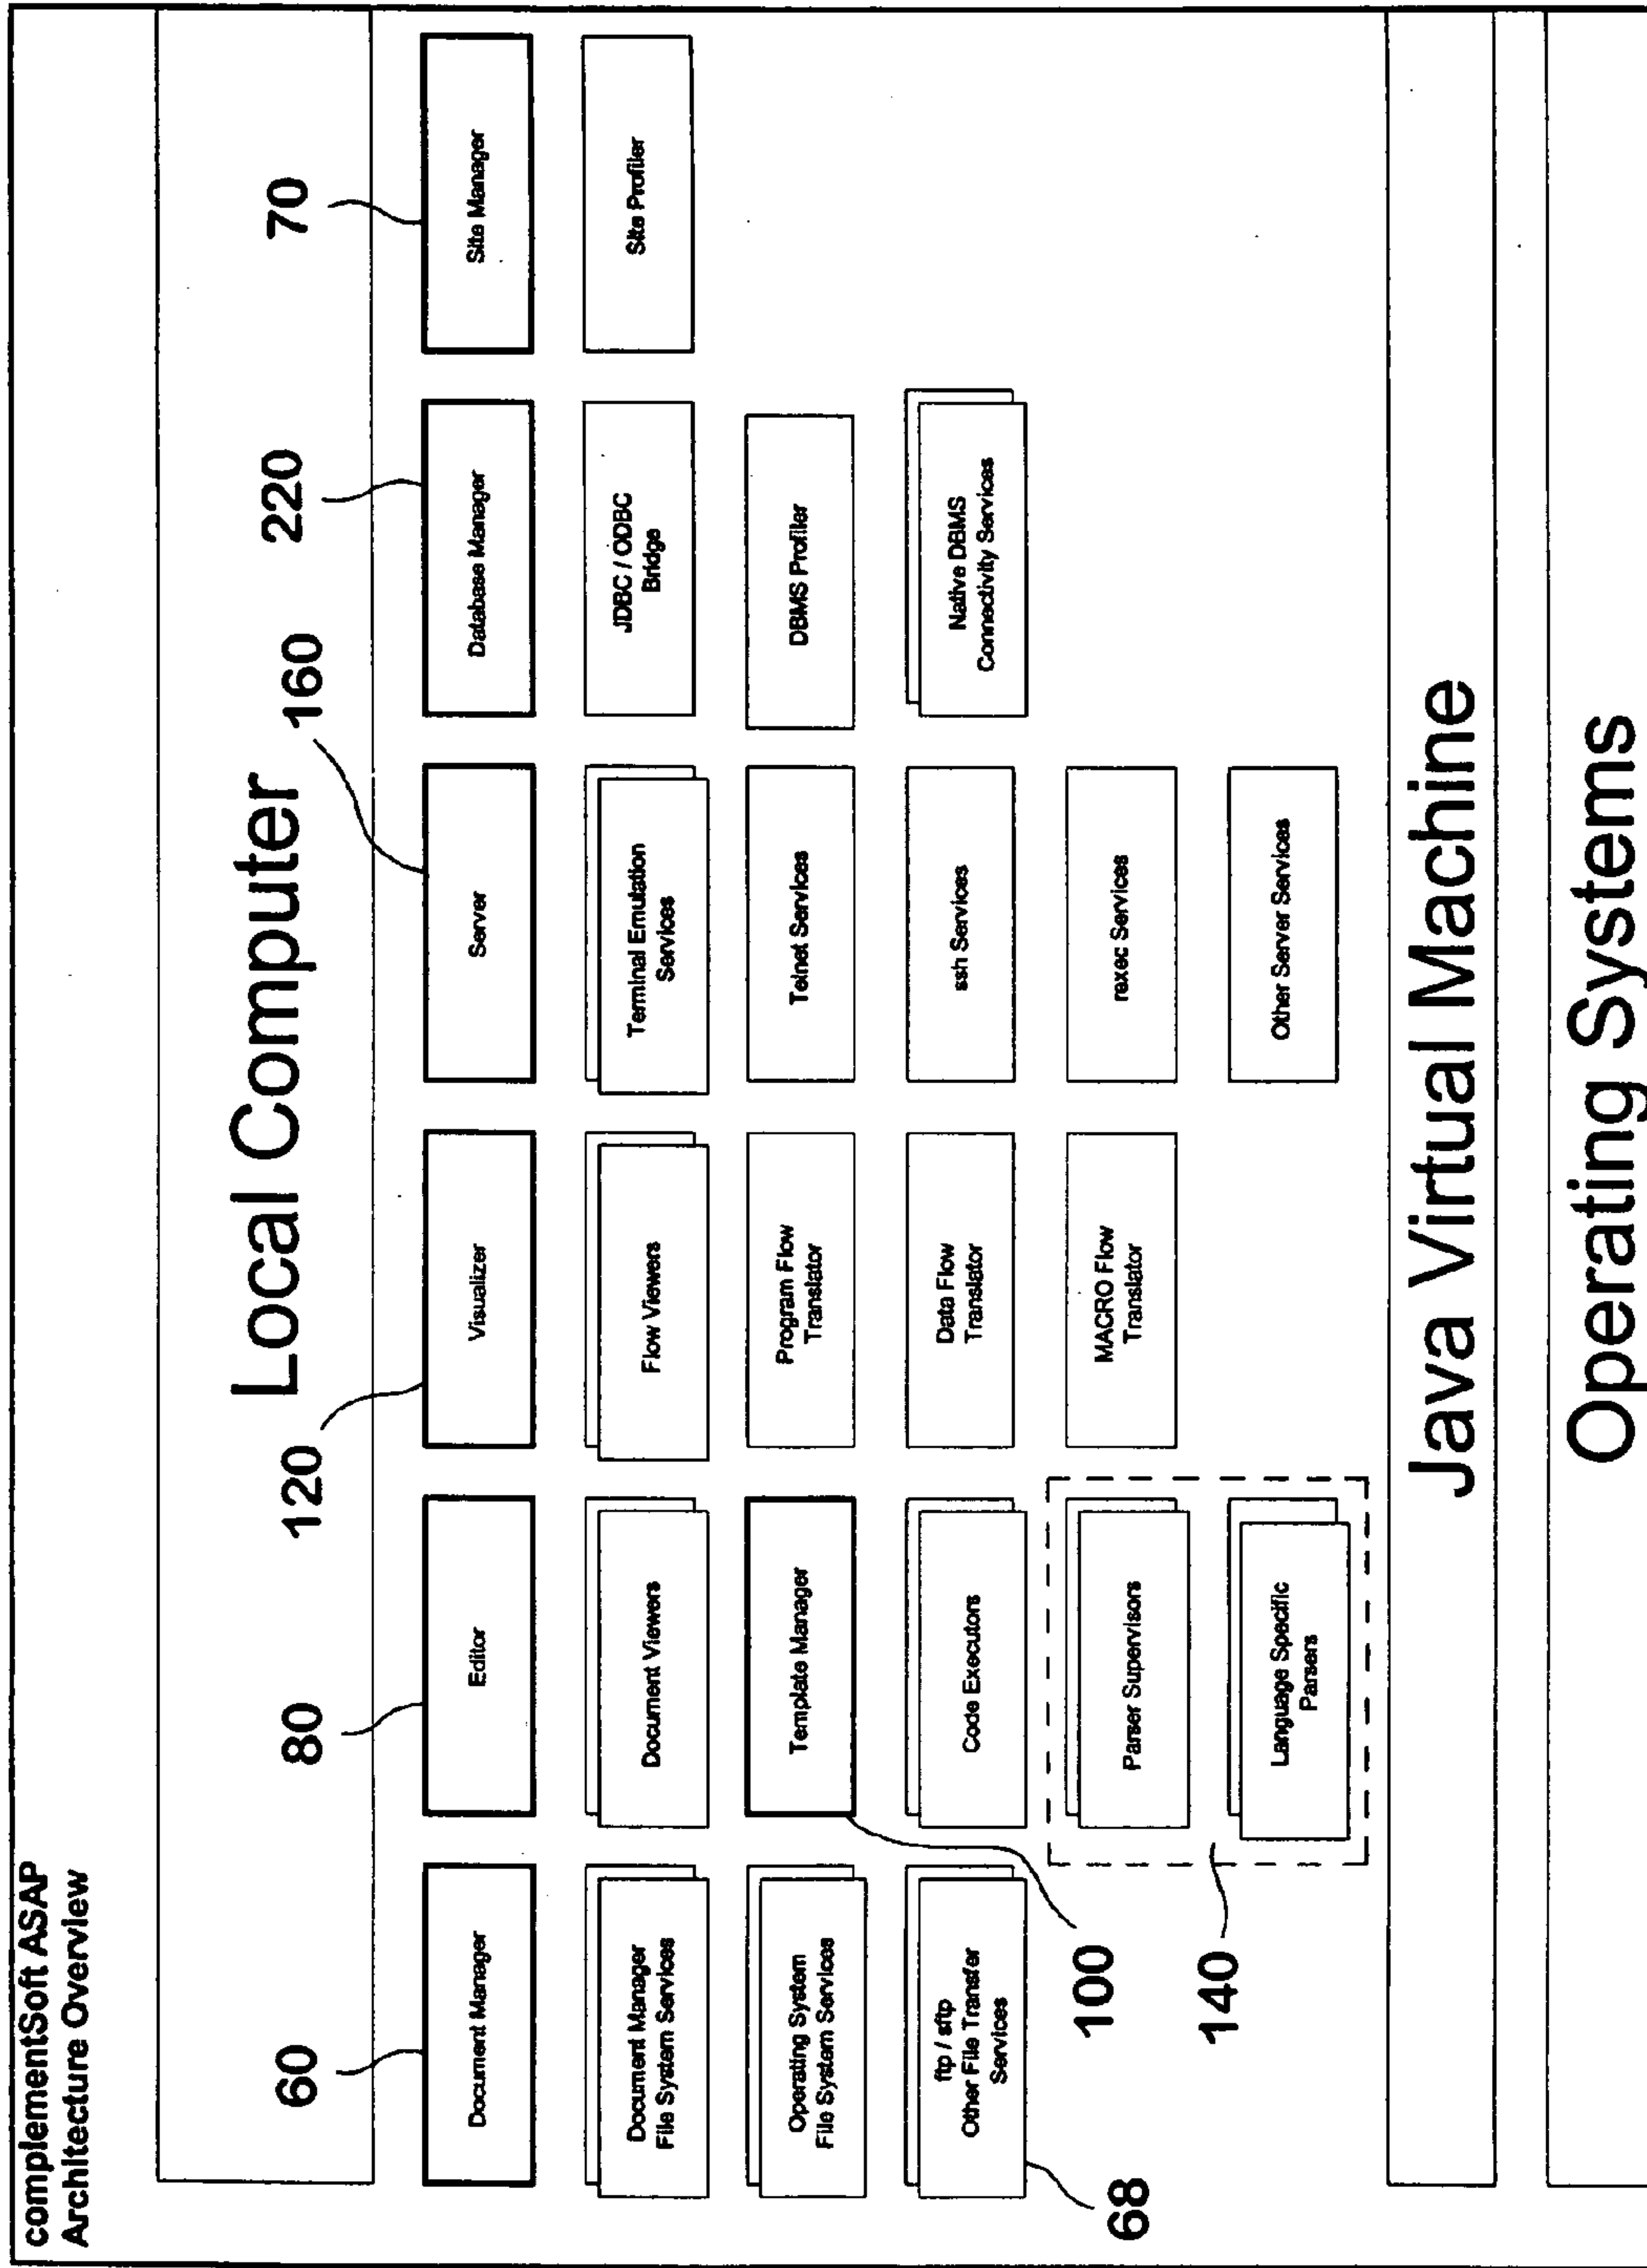 complementSoft ASAP
Architecture Overview
Local Computer
60
80
120
160
220
70
Document Manager
Editor
Visualizer
Server
Database Manager
Site Manager
Document Manager
File System Services
Document Viewers
Flow Viewers
Terminal Emulation
Services
JDBC / ODBC
Bridge
Site Profiler
Operating System
File System Services
Template Manager
Program Flow
Translator
Telnet Services
DBMS Profiler
ftp / sftp
Other File Transfer
Services
Code Executors
Data Flow
Translator
ssh Services
Native DBMS
Connectivity Services
68
100
Parser Supervisors
MACRO Flow
Translator
rexec Services
140
Language Specific
Parsers
Other Server Services
Java Virtual Machine
Operating Systems